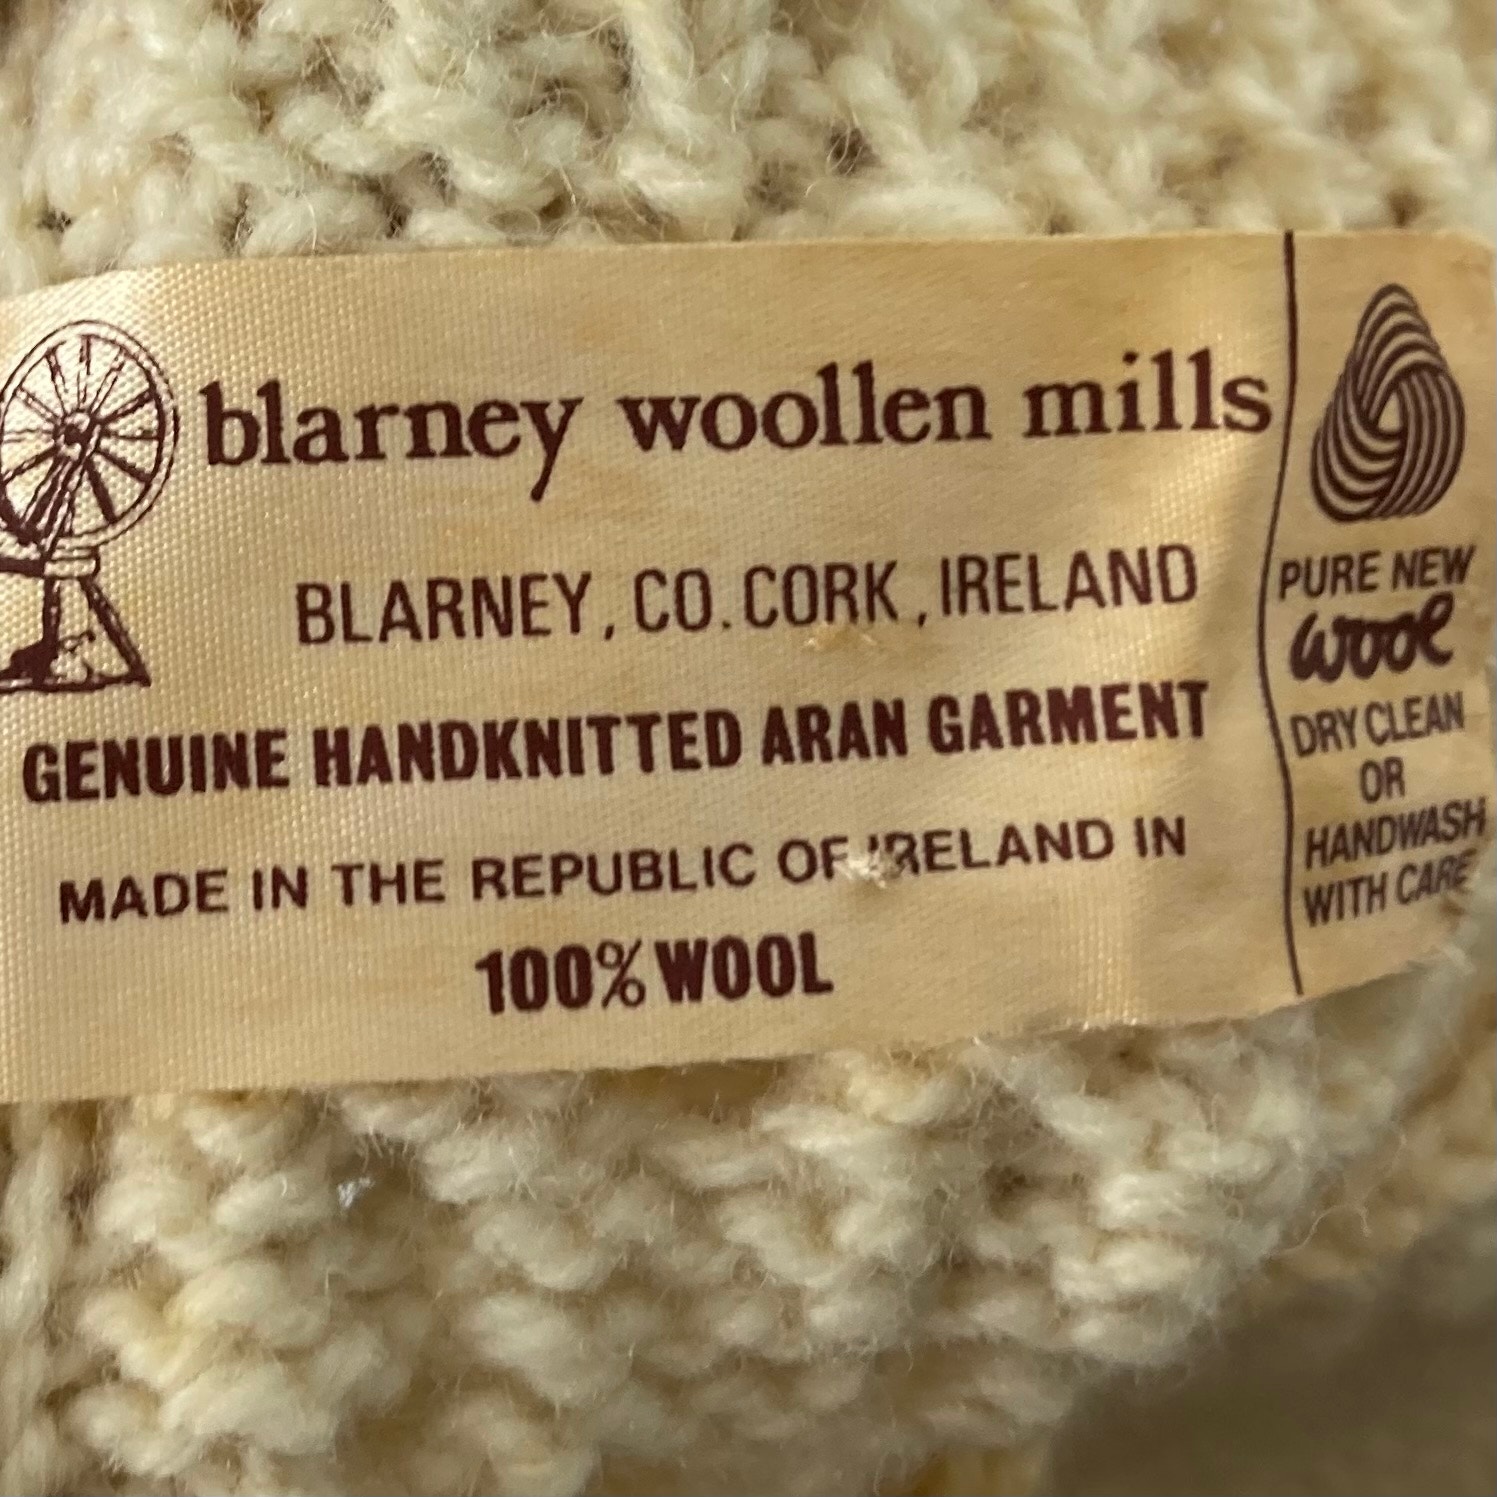 blarney woollen mills
BLARNEY, CO. CORK, IRELAND
GENUINE HANDKNITTED ARAN GARMENT
MADE IN THE REPUBLIC OF IRELAND IN
100% WOOL
PURE NEW
wool
DRY CLEAN
OR
HANDWASH
WITH CARE